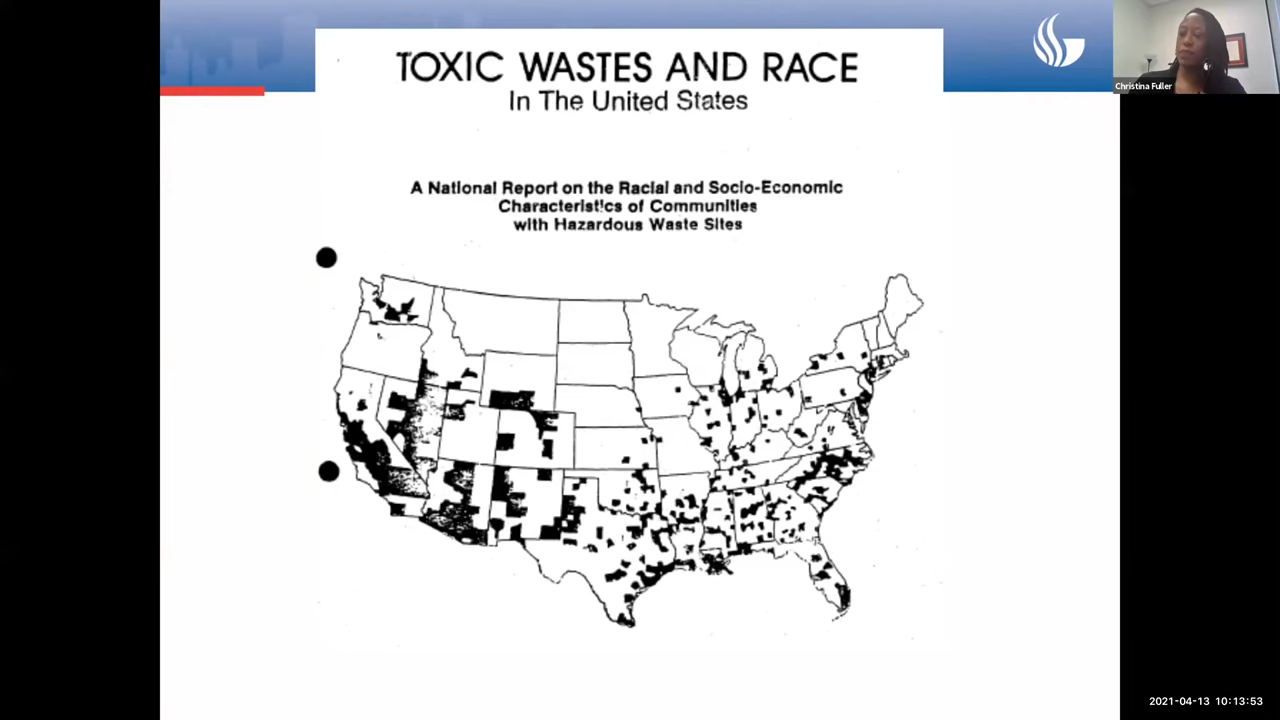 TOXIC WASTES AND RACE
In The United States
A National Report on the Racial and Socio-Economic
Characteristics of Communities
with Hazardous Waste Sites
Christina Fuller
2021-04-13 10:13:53